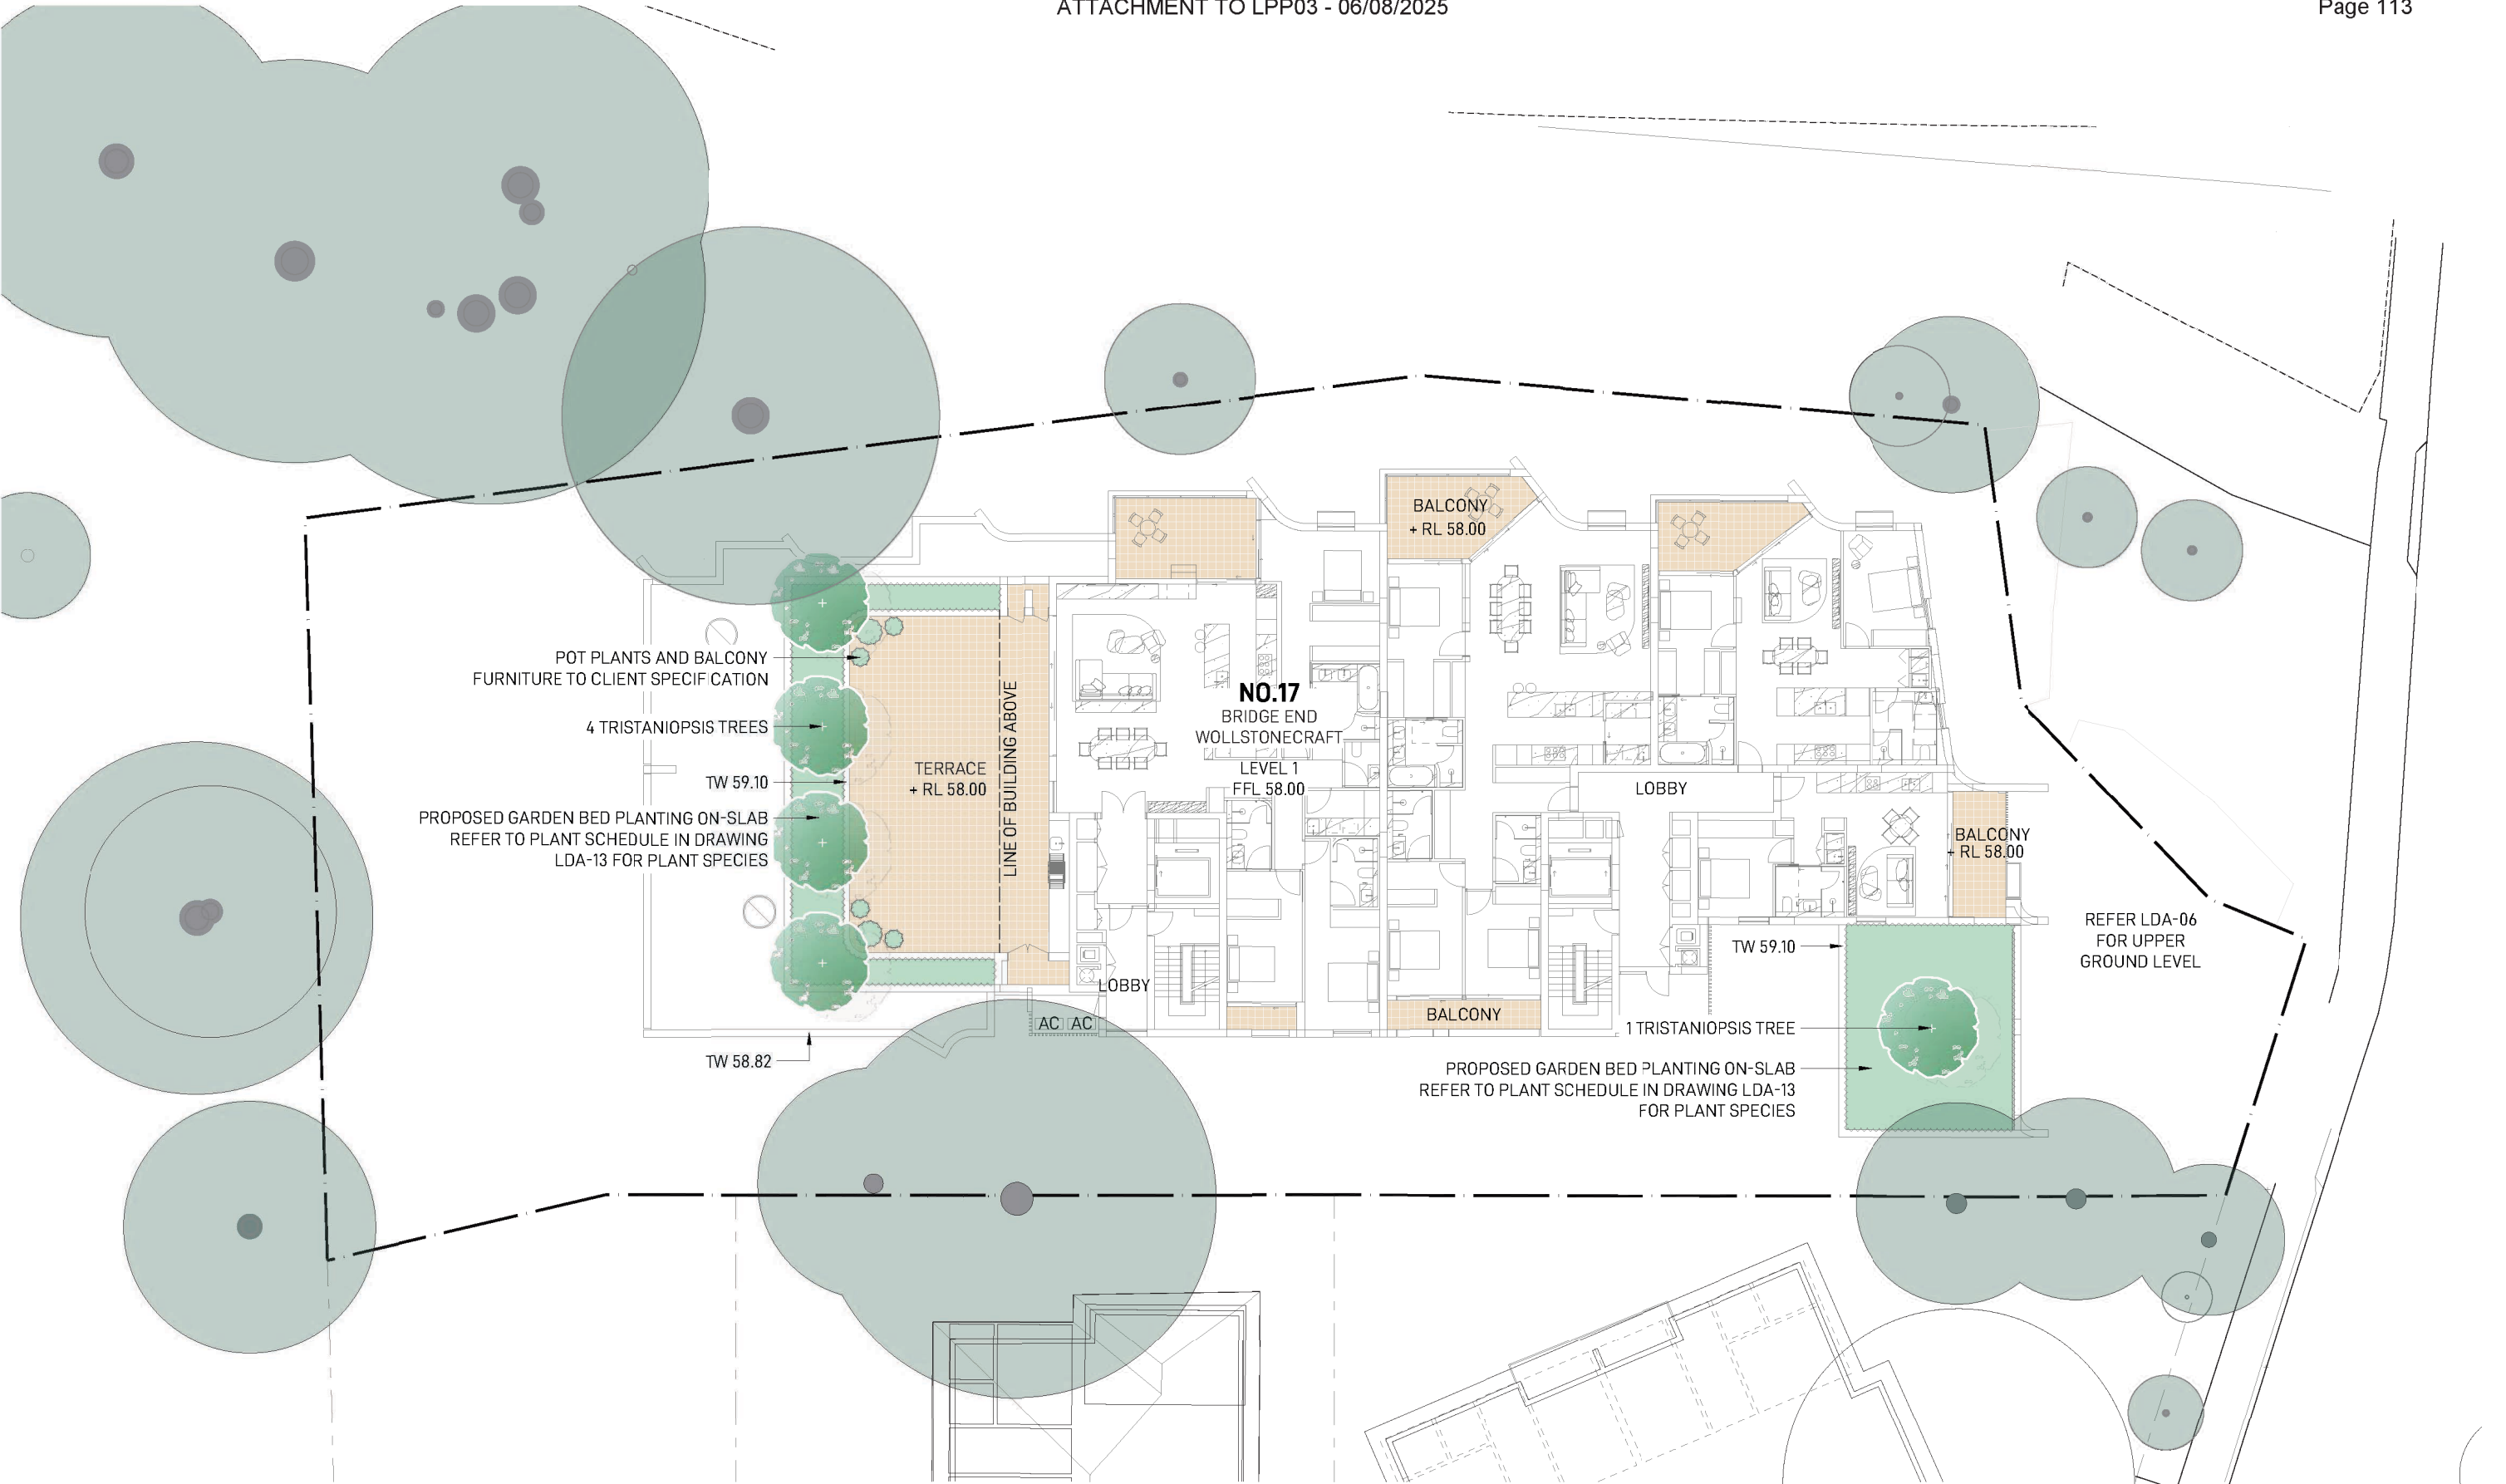 ATTACHMENT TO LPP03 - 06/08/2025
Page 113
BALCONY
+ RL 58.00
POT PLANTS AND BALCONY
FURNITURE TO CLIENT SPECIFICATION
4 TRISTANIOPSIS TREES
TW 59.10
PROPOSED GARDEN BED PLANTING ON-SLAB
REFER TO PLANT SCHEDULE IN DRAWING
LDA-13 FOR PLANT SPECIES
TERRACE
+ RL 58.00
LINE OF BUILDING ABOVE
NO.17
BRIDGE END
WOLLSTONECRAFT
LEVEL 1
FFL 58.00
LOBBY
BALCONY
+ RL 58.00
REFER LDA-06
FOR UPPER
GROUND LEVEL
TW 59.10
LOBBY
AC AC
BALCONY
1 TRISTANIOPSIS TREE
TW 58.82
PROPOSED GARDEN BED PLANTING ON-SLAB
REFER TO PLANT SCHEDULE IN DRAWING LDA-13
FOR PLANT SPECIES